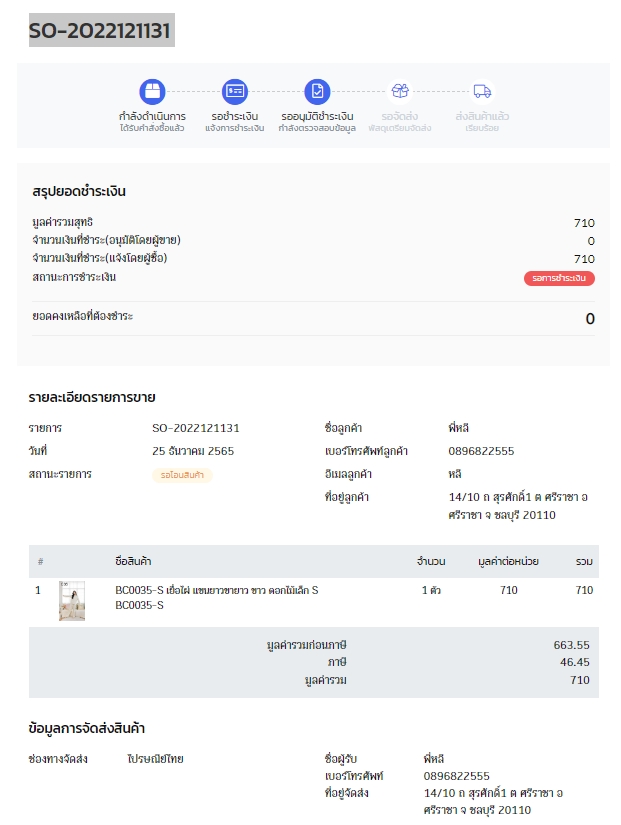 SO-2022121131
กำลังดำเนินการ รอชำระเงิน รออนุมัติชำระเงิน รอจัดส่ง ส่งสินค้าแล้ว
ได้รับคำสั่งซื้อแล้ว แจ้งการชำระเงิน กำลังตรวจสอบข้อมูล พัสดุเตรียมจัดส่ง เรียบร้อย
สรุปยอดชำระเงิน
มูลค่ารวมสุทธิ 710
จำนวนเงินที่ชำระ(อนุมัติโดยผู้ขาย) 0
จำนวนเงินที่ชำระ(แจ้งโดยผู้ซื้อ) 710
สถานะการชำระเงิน รอการชำระเงิน
ยอดคงเหลือที่ต้องชำระ 0
รายละเอียดรายการขาย
รายการ SO-2022121131 ชื่อลูกค้า พี่หลี
วันที่ 25 ธันวาคม 2565 เบอร์โทรศัพท์ลูกค้า 0896822555
สถานะรายการ รอโอนสินค้า อีเมลลูกค้า หลี
ที่อยู่ลูกค้า 14/10 ถ สุรศักดิ์1 ต ศรีราชา อ
ศรีราชา จ ชลบุรี 20110
# ชื่อสินค้า จำนวน มูลค่าต่อหน่วย รวม
1 BC0035-S เยื่อไผ่ แขนยาวขายาว ขาว ดอกไม้เล็ก S 1 ตัว 710 710
BC0035-S
มูลค่ารวมก่อนภาษี 663.55
ภาษี 46.45
มูลค่ารวม 710
ข้อมูลการจัดส่งสินค้า
ช่องทางจัดส่ง ไปรษณีย์ไทย ชื่อผู้รับ พี่หลี
เบอร์โทรศัพท์ 0896822555
ที่อยู่จัดส่ง 14/10 ถ สุรศักดิ์1 ต ศรีราชา อ
ศรีราชา จ ชลบุรี 20110